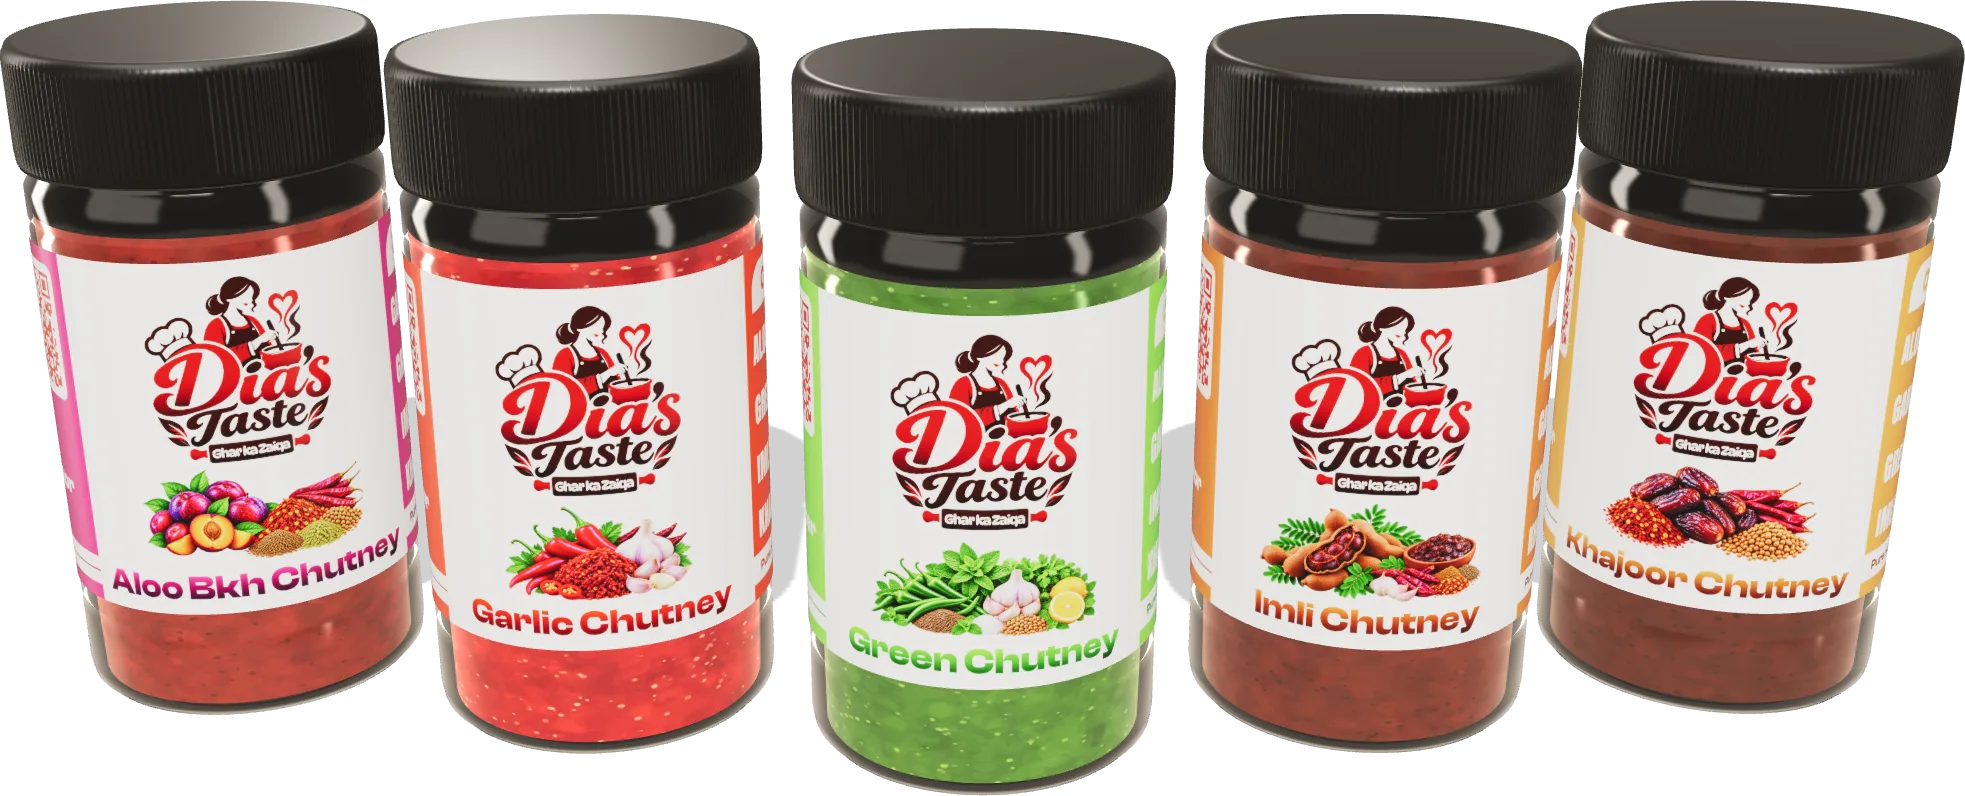 Dia's
Taste
Ghar ka Zaiqa
Aloo Bkh Chutney
Dia's
Taste
Ghar ka Zaiqa
Garlic Chutney
Dia's
Taste
Ghar ka Zaiqa
Green Chutney
Dia's
Taste
Ghar ka Zaiqa
Imli Chutney
Dia's
Taste
Ghar ka Zaiqa
Khajoor Chutney